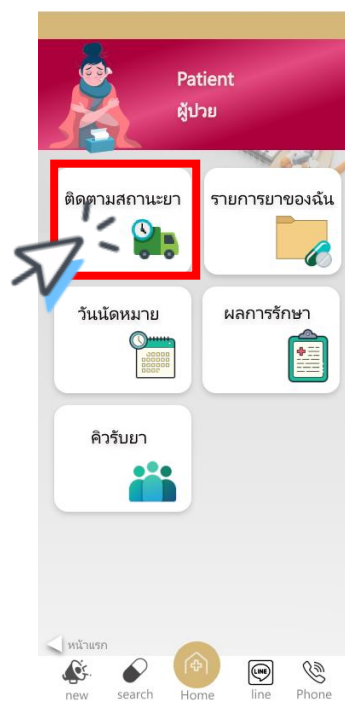 Patient
ผู้ป่วย
ติดตามสถานะยา
รายการยาของฉัน
วันนัดหมาย
ผลการรักษา
คิวรับยา
หน้าแรก
new
search
Home
LINE
line
Phone